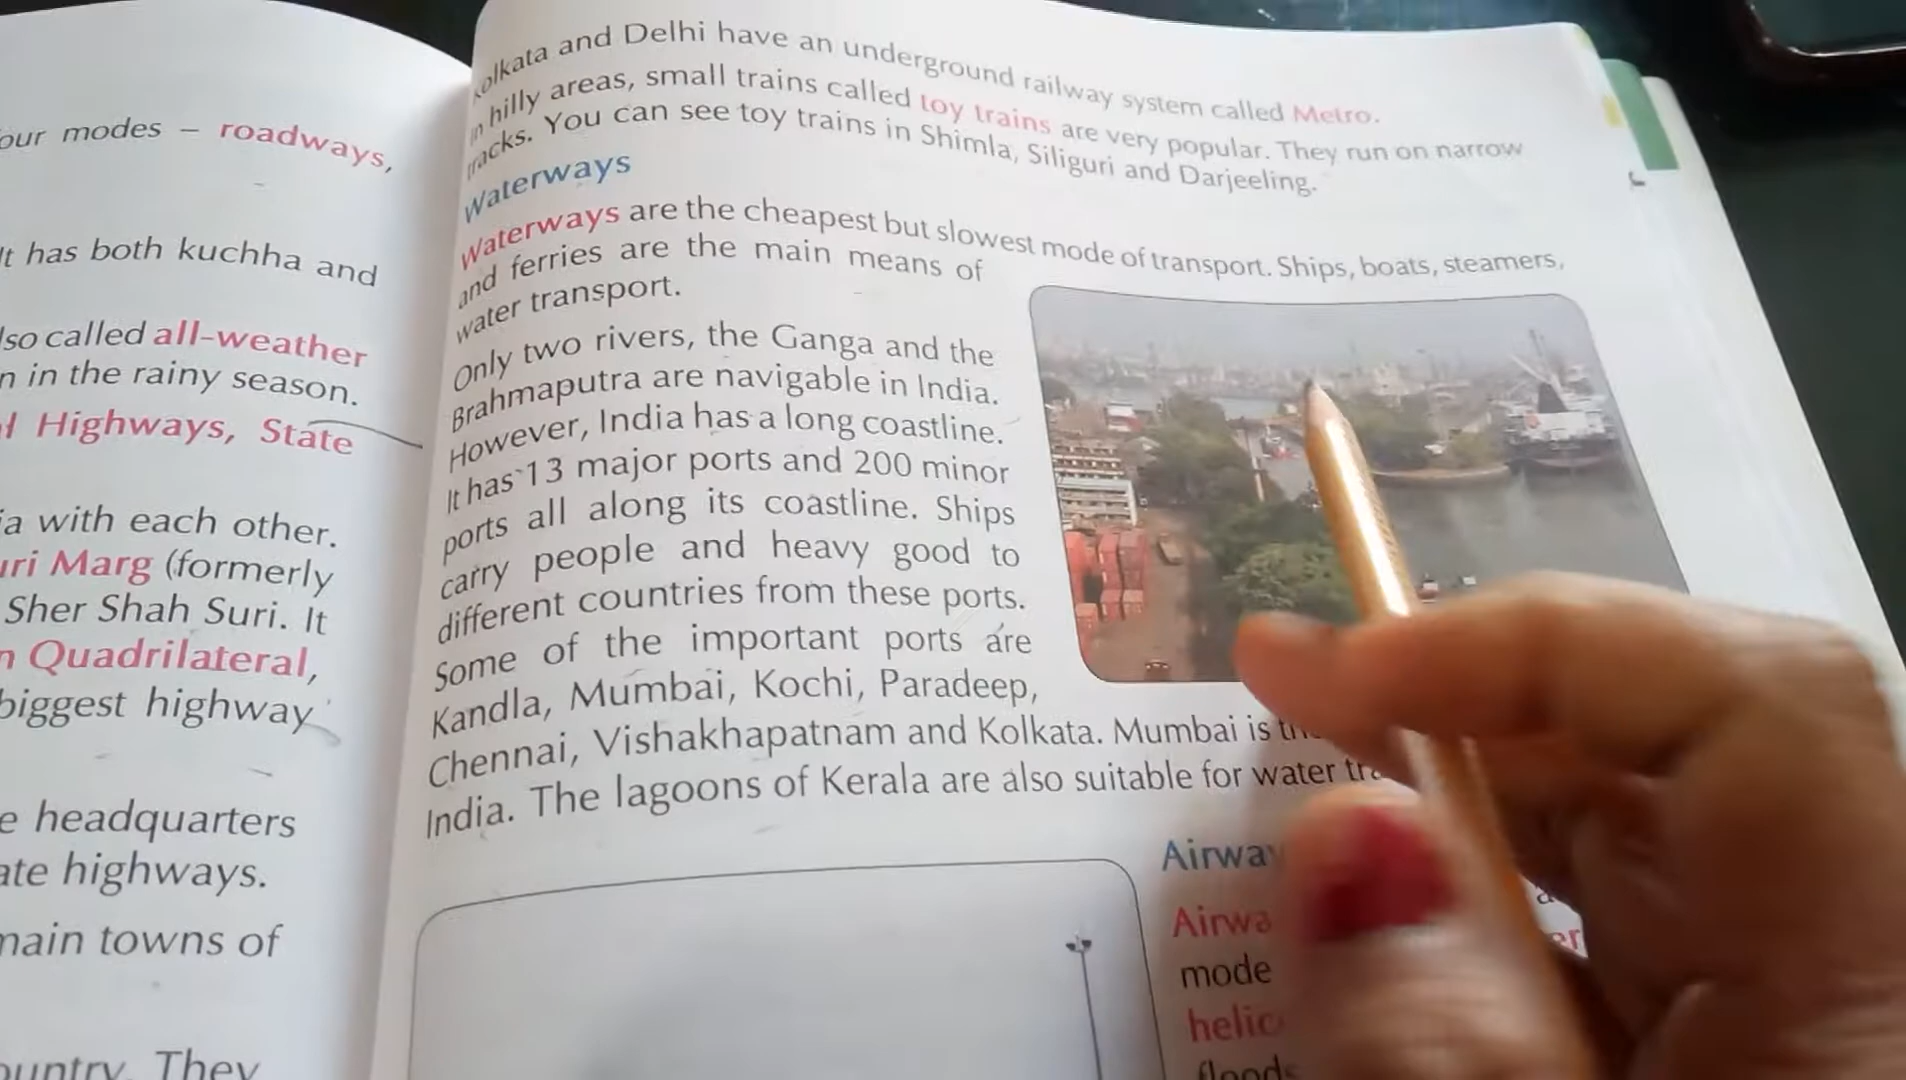 our modes – roadways,
It has both kuchha and
lso called all-weather
n in the rainy season.
l Highways, State
ia with each other.
uri Marg (formerly
Sher Shah Suri. It
n Quadrilateral,
biggest highway
e headquarters
ate highways.
main towns of
ountry. They
Kolkata and Delhi have an underground railway system called Metro.
in hilly areas, small trains called toy trains are very popular. They run on narrow
tracks. You can see toy trains in Shimla, Siliguri and Darjeeling.
Waterways
Waterways are the cheapest but slowest mode of transport. Ships, boats, steamers,
and ferries are the main means of
water transport.
Only two rivers, the Ganga and the
Brahmaputra are navigable in India.
However, India has a long coastline.
It has 13 major ports and 200 minor
ports all along its coastline. Ships
carry people and heavy good to
different countries from these ports.
Some of the important ports are
Kandla, Mumbai, Kochi, Paradeep,
Chennai, Vishakhapatnam and Kolkata. Mumbai is
India. The lagoons of Kerala are also suitable for water
Airway
Airwa
mode
helic
floods